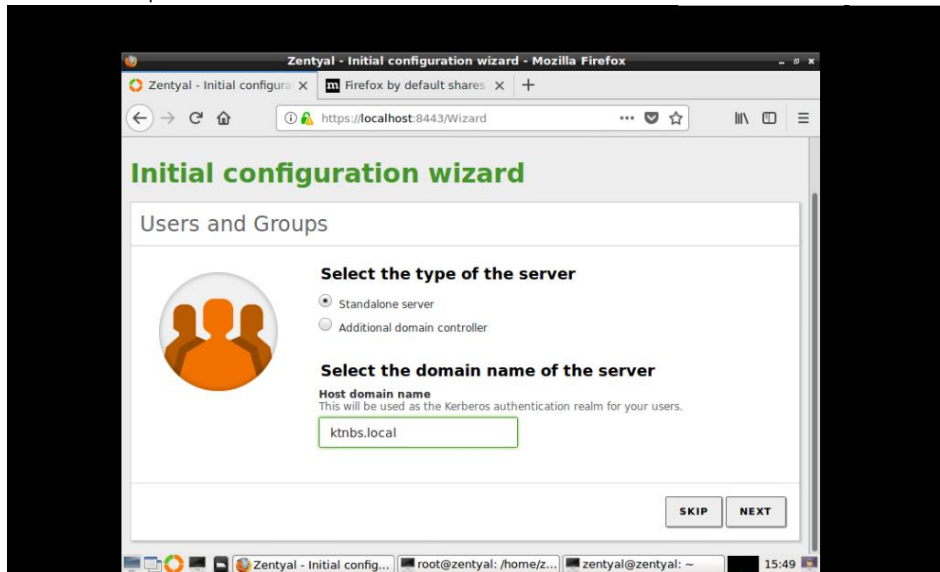 Zentyal - Initial configuration wizard - Mozilla Firefox
Zentyal - Initial configura
Firefox by default shares
https://localhost:8443/Wizard
Initial configuration wizard
Users and Groups
Select the type of the server
Standalone server
Additional domain controller
Select the domain name of the server
Host domain name
This will be used as the Kerberos authentication realm for your users.
ktnbs.local
SKIP NEXT
Zentyal - Initial config... root@zentyal: /home/z... zentyal@zentyal: ~ 15:49